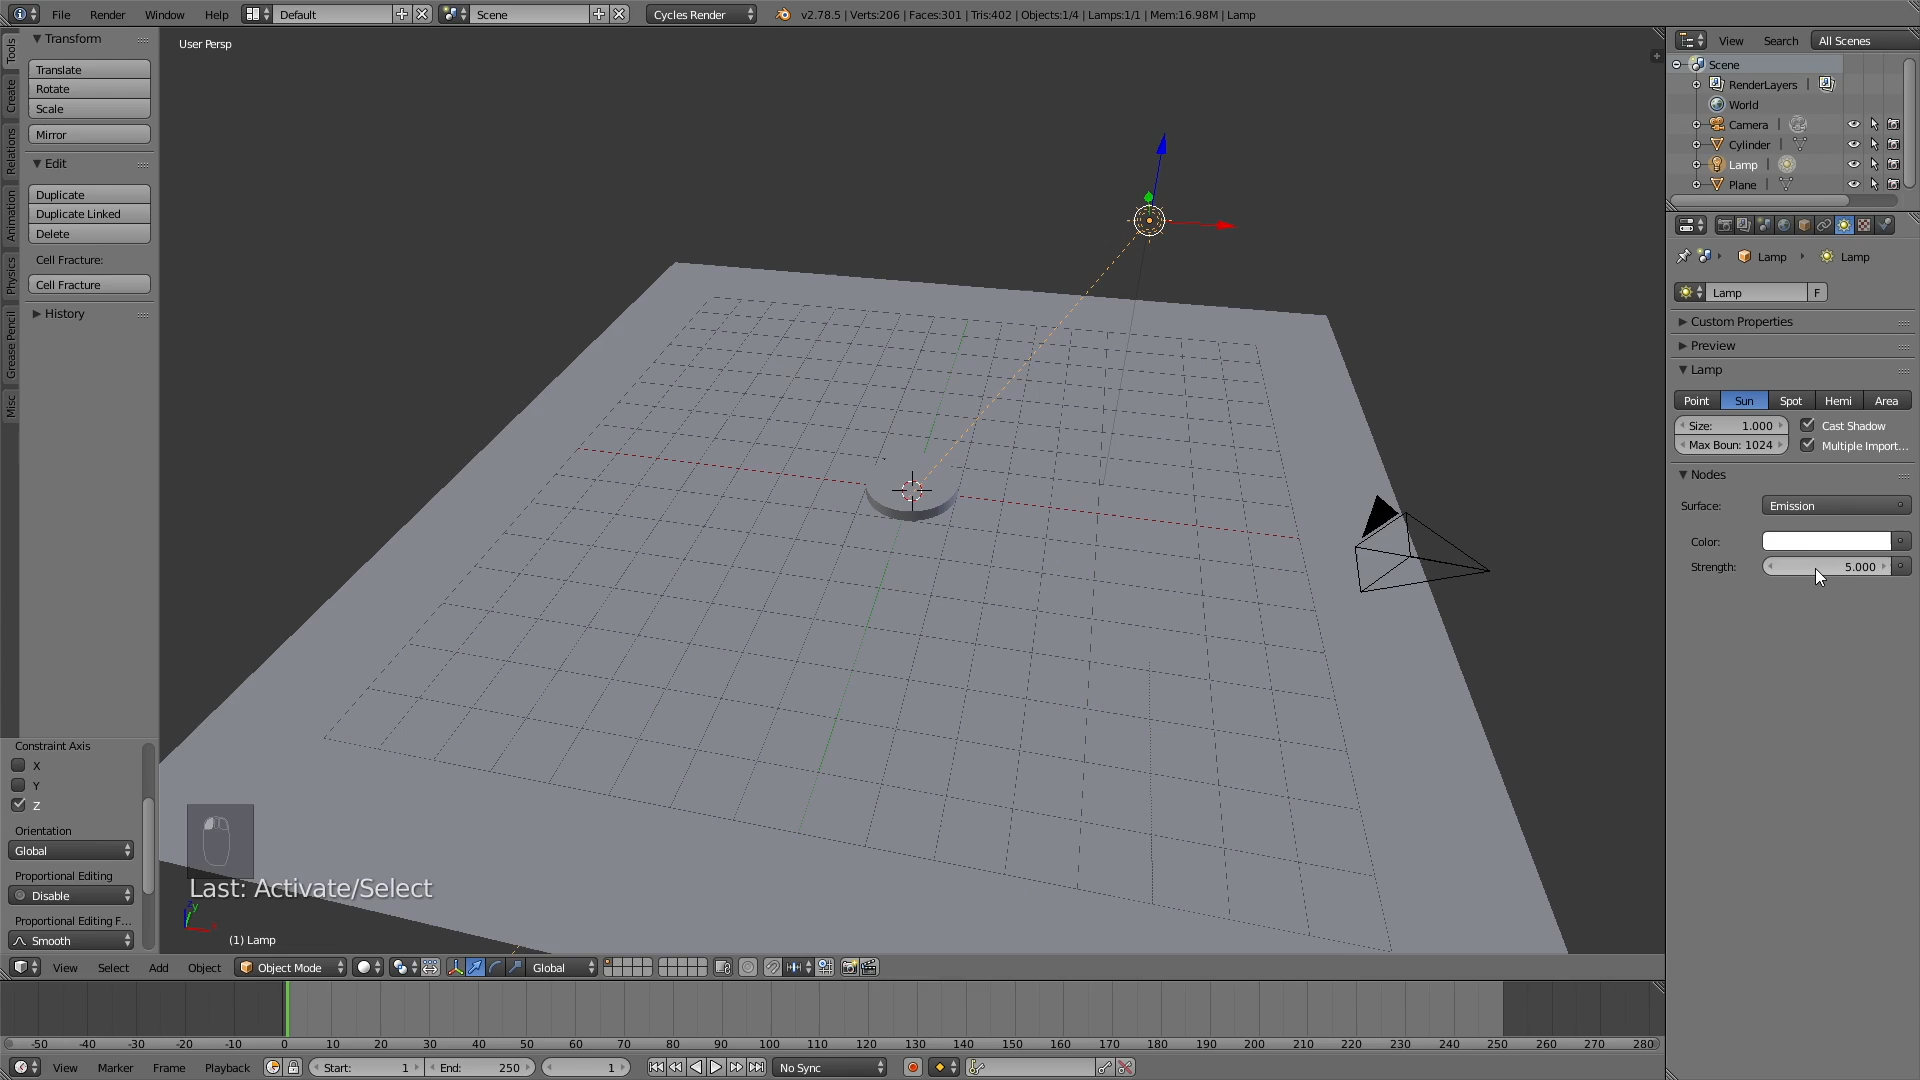 File Render Window Help Default Scene Cycles Render v2.78.5 | Verts:206 | Faces:301 | Tris:402 | Objects:1/4 | Lamps:1/1 | Mem:16.98M | Lamp
User Persp
Tools
Create
Relations
Animation
Physics
Grease Pencil
Misc
Transform
Translate
Rotate
Scale
Mirror
Edit
Duplicate
Duplicate Linked
Delete
Cell Fracture:
Cell Fracture
History
Constraint Axis
X
Y
Z
Orientation
Global
Proportional Editing
Disable
Proportional Editing F...
Smooth
Last: Activate/Select
(1) Lamp
View Select Add Object Object Mode Global
-50 -40 -30 -20 -10 0 10 20 30 40 50 60 70 80 90 100 110 120 130 140 150 160 170 180 190 200 210 220 230 240 250 260 270 280
View Marker Frame Playback Start: 1 End: 250 1 No Sync
View Search All Scenes
Scene
RenderLayers |
World
Camera |
Cylinder |
Lamp |
Plane |
Lamp Lamp
Lamp F
Custom Properties
Preview
Lamp
Point Sun Spot Hemi Area
Size: 1.000 Cast Shadow
Max Boun: 1024 Multiple Import...
Nodes
Surface: Emission
Color:
Strength: 5.000